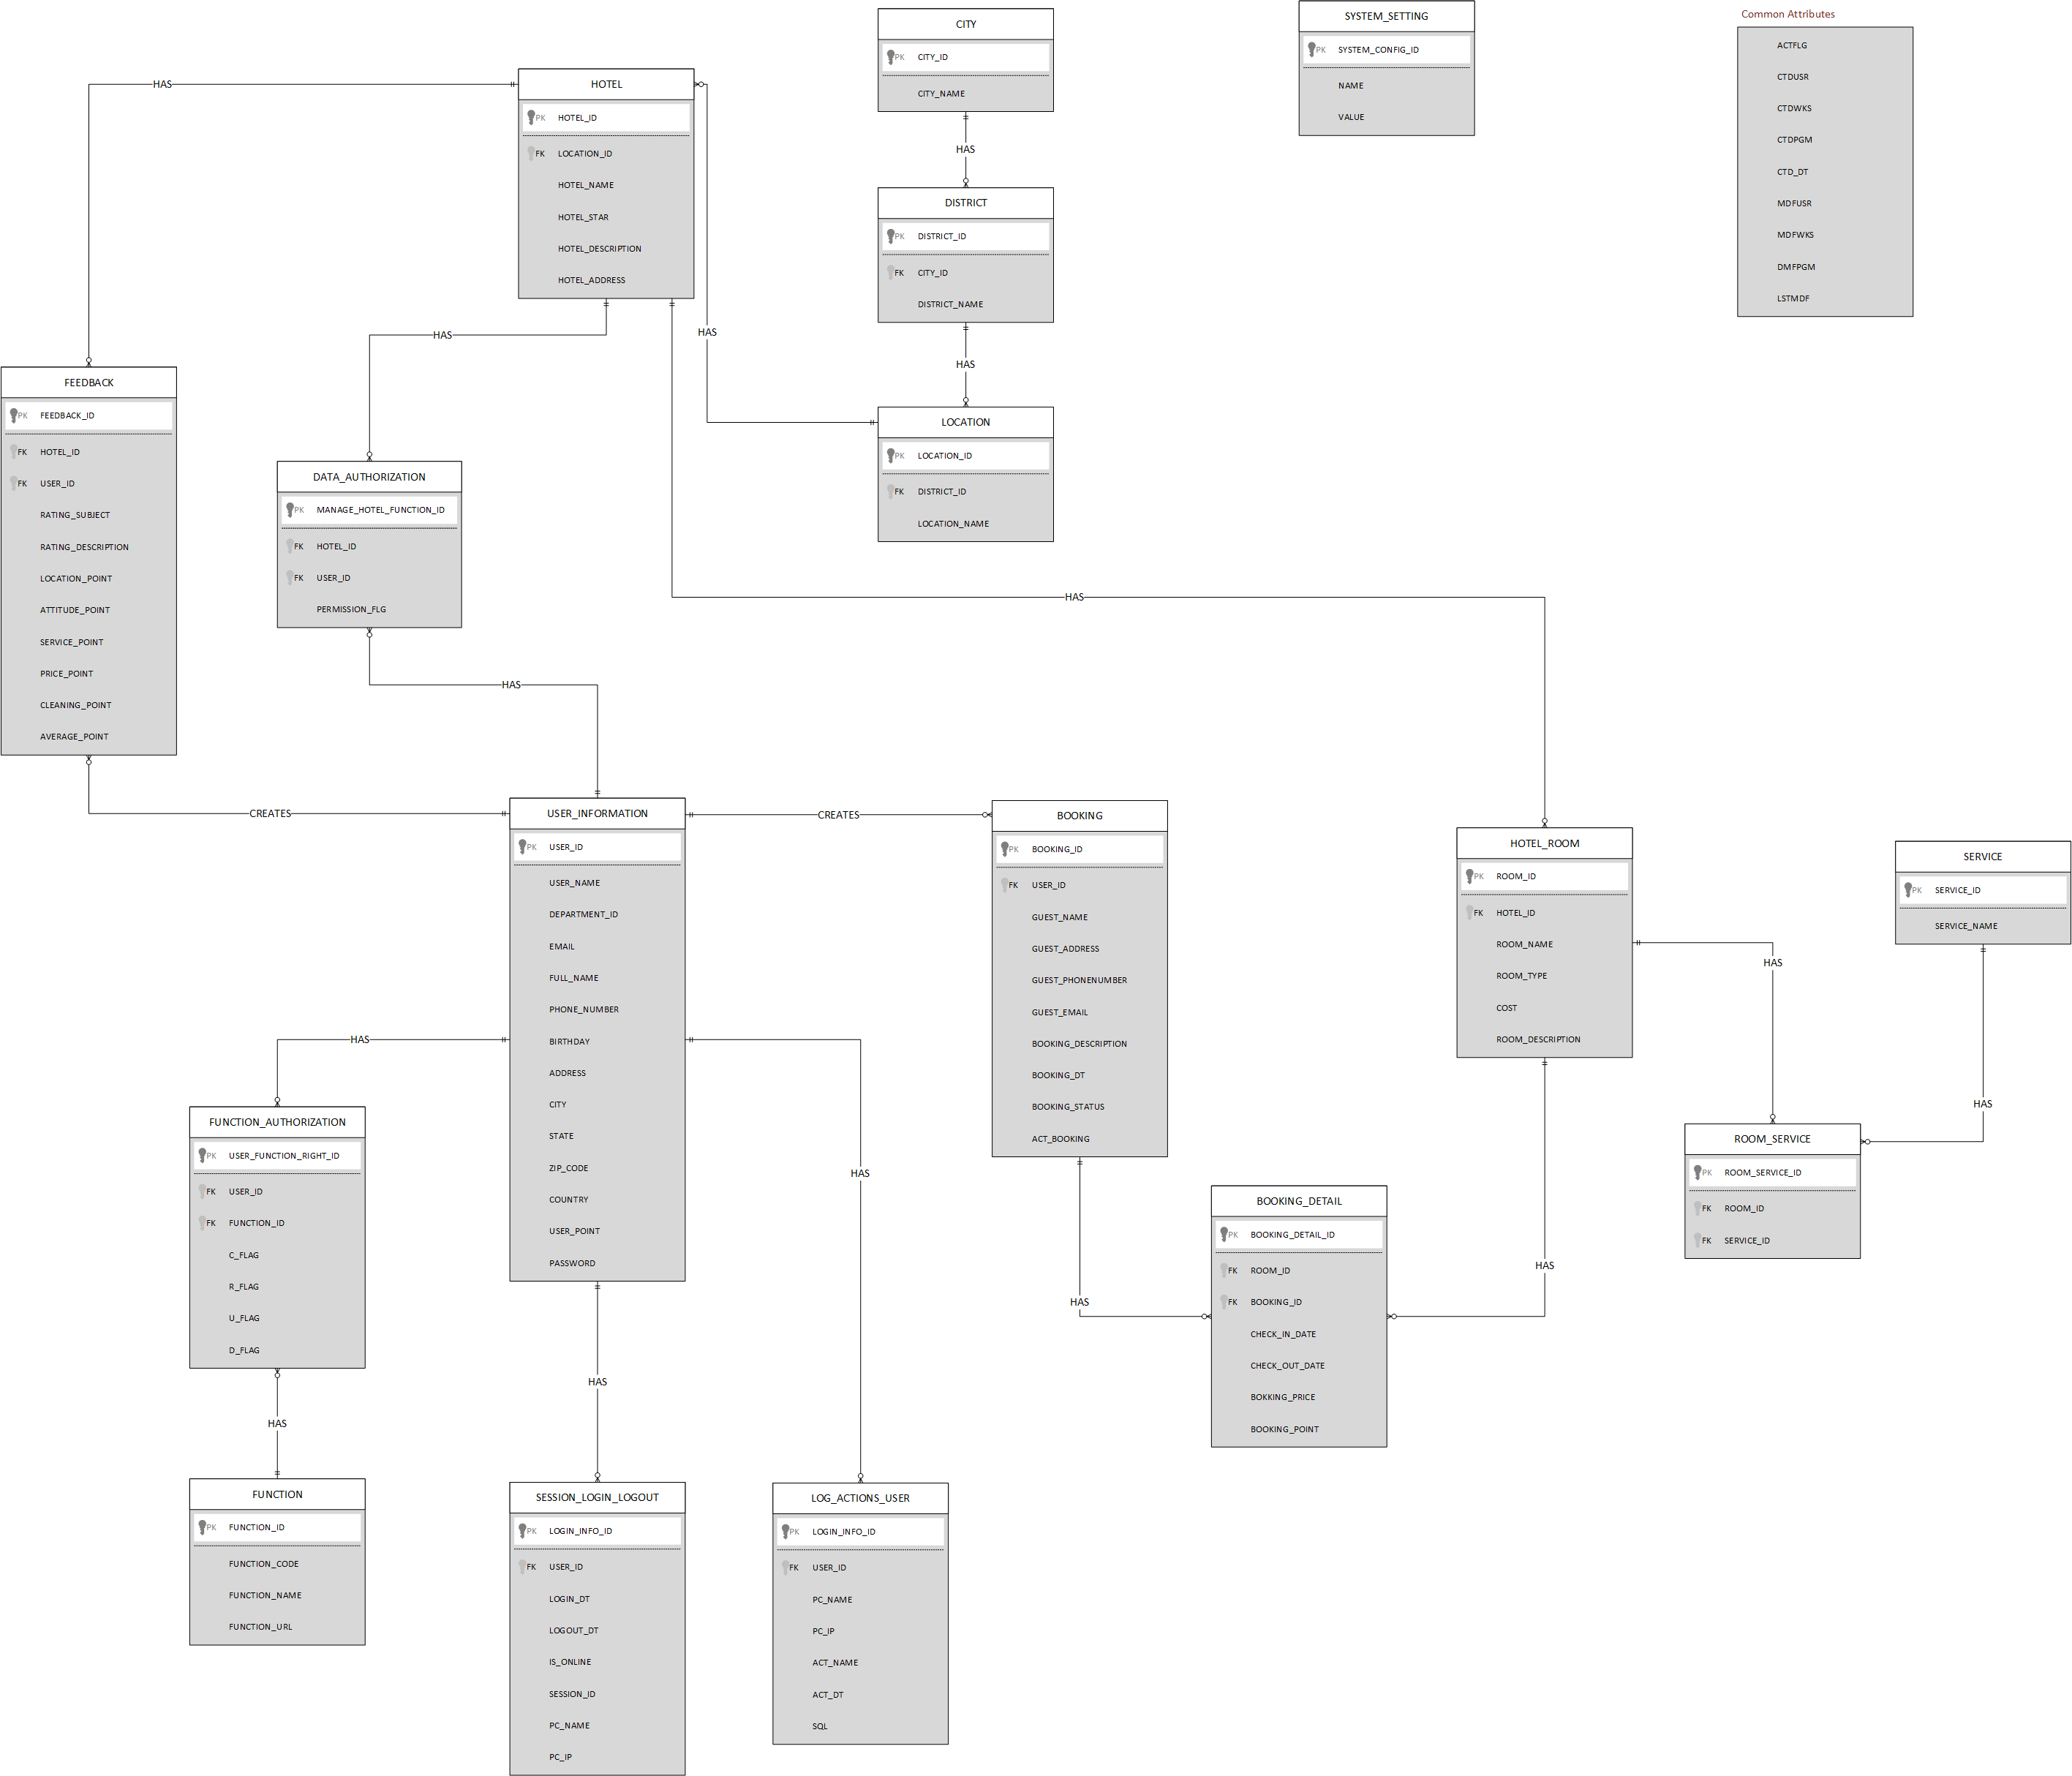 CITY
PK CITY_ID
CITY_NAME
SYSTEM_SETTING
PK SYSTEM_CONFIG_ID
NAME
VALUE
Common Attributes
ACTFLG
CTDUSR
CTDWKS
CTDPGM
CTD_DT
MDFUSR
MDFWKS
DMFPGM
LSTMDF
HAS
HOTEL
PK HOTEL_ID
FK LOCATION_ID
HOTEL_NAME
HOTEL_STAR
HOTEL_DESCRIPTION
HOTEL_ADDRESS
HAS
DISTRICT
PK DISTRICT_ID
FK CITY_ID
DISTRICT_NAME
HAS
HAS
HAS
LOCATION
PK LOCATION_ID
FK DISTRICT_ID
LOCATION_NAME
FEEDBACK
PK FEEDBACK_ID
FK HOTEL_ID
FK USER_ID
RATING_SUBJECT
RATING_DESCRIPTION
LOCATION_POINT
ATTITUDE_POINT
SERVICE_POINT
PRICE_POINT
CLEANING_POINT
AVERAGE_POINT
DATA_AUTHORIZATION
PK MANAGE_HOTEL_FUNCTION_ID
FK HOTEL_ID
FK USER_ID
PERMISSION_FLG
HAS
HAS
CREATES
USER_INFORMATION
PK USER_ID
USER_NAME
DEPARTMENT_ID
EMAIL
FULL_NAME
PHONE_NUMBER
BIRTHDAY
ADDRESS
CITY
STATE
ZIP_CODE
COUNTRY
USER_POINT
PASSWORD
CREATES
BOOKING
PK BOOKING_ID
FK USER_ID
GUEST_NAME
GUEST_ADDRESS
GUEST_PHONENUMBER
GUEST_EMAIL
BOOKING_DESCRIPTION
BOOKING_DT
BOOKING_STATUS
ACT_BOOKING
HOTEL_ROOM
PK ROOM_ID
FK HOTEL_ID
ROOM_NAME
ROOM_TYPE
COST
ROOM_DESCRIPTION
SERVICE
PK SERVICE_ID
SERVICE_NAME
HAS
HAS
HAS
HAS
ROOM_SERVICE
PK ROOM_SERVICE_ID
FK ROOM_ID
FK SERVICE_ID
FUNCTION_AUTHORIZATION
PK USER_FUNCTION_RIGHT_ID
FK USER_ID
FK FUNCTION_ID
C_FLAG
R_FLAG
U_FLAG
D_FLAG
BOOKING_DETAIL
PK BOOKING_DETAIL_ID
FK ROOM_ID
FK BOOKING_ID
CHECK_IN_DATE
CHECK_OUT_DATE
BOKKING_PRICE
BOOKING_POINT
HAS
HAS
HAS
HAS
FUNCTION
PK FUNCTION_ID
FUNCTION_CODE
FUNCTION_NAME
FUNCTION_URL
SESSION_LOGIN_LOGOUT
PK LOGIN_INFO_ID
FK USER_ID
LOGIN_DT
LOGOUT_DT
IS_ONLINE
SESSION_ID
PC_NAME
PC_IP
LOG_ACTIONS_USER
PK LOGIN_INFO_ID
FK USER_ID
PC_NAME
PC_IP
ACT_NAME
ACT_DT
SQL